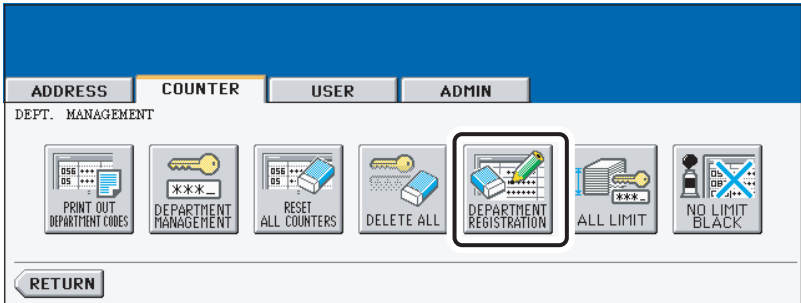 ADDRESS COUNTER USER ADMIN
DEPT. MANAGEMENT
PRINT OUT
DEPARTMENT CODES
***_
DEPARTMENT
MANAGEMENT
RESET
ALL COUNTERS
DELETE ALL
DEPARTMENT
REGISTRATION
***_
ALL LIMIT
NO LIMIT
BLACK
RETURN